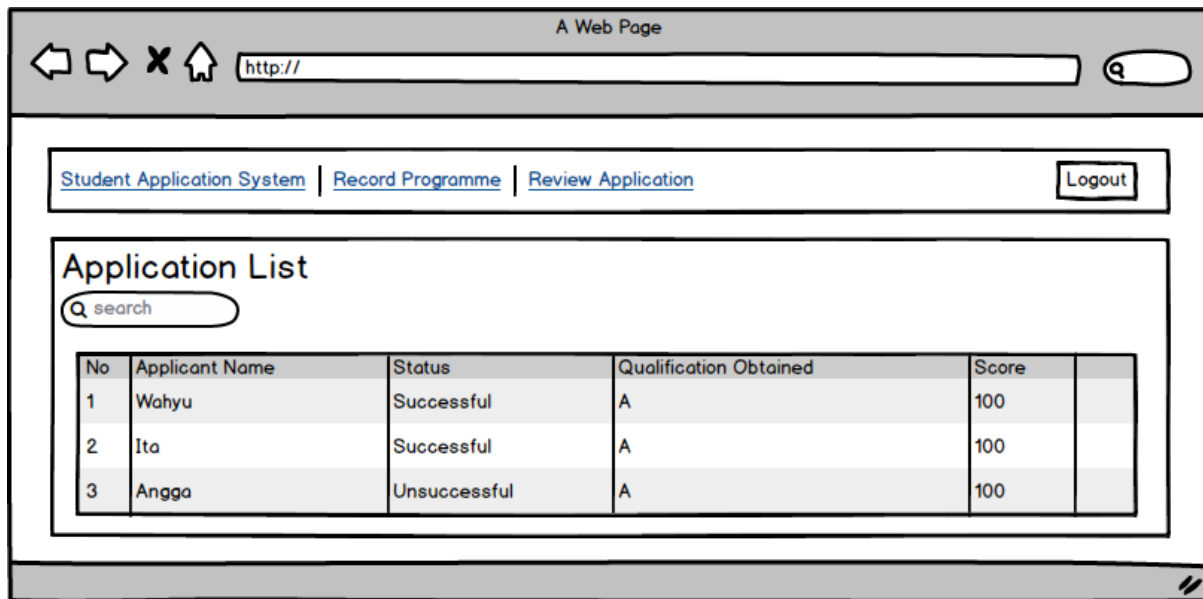 A Web Page
http://
Student Application System Record Programme Review Application Logout
Application List
search
No Applicant Name Status Qualification Obtained Score
1 Wahyu Successful A 100
2 Ita Successful A 100
3 Angga Unsuccessful A 100